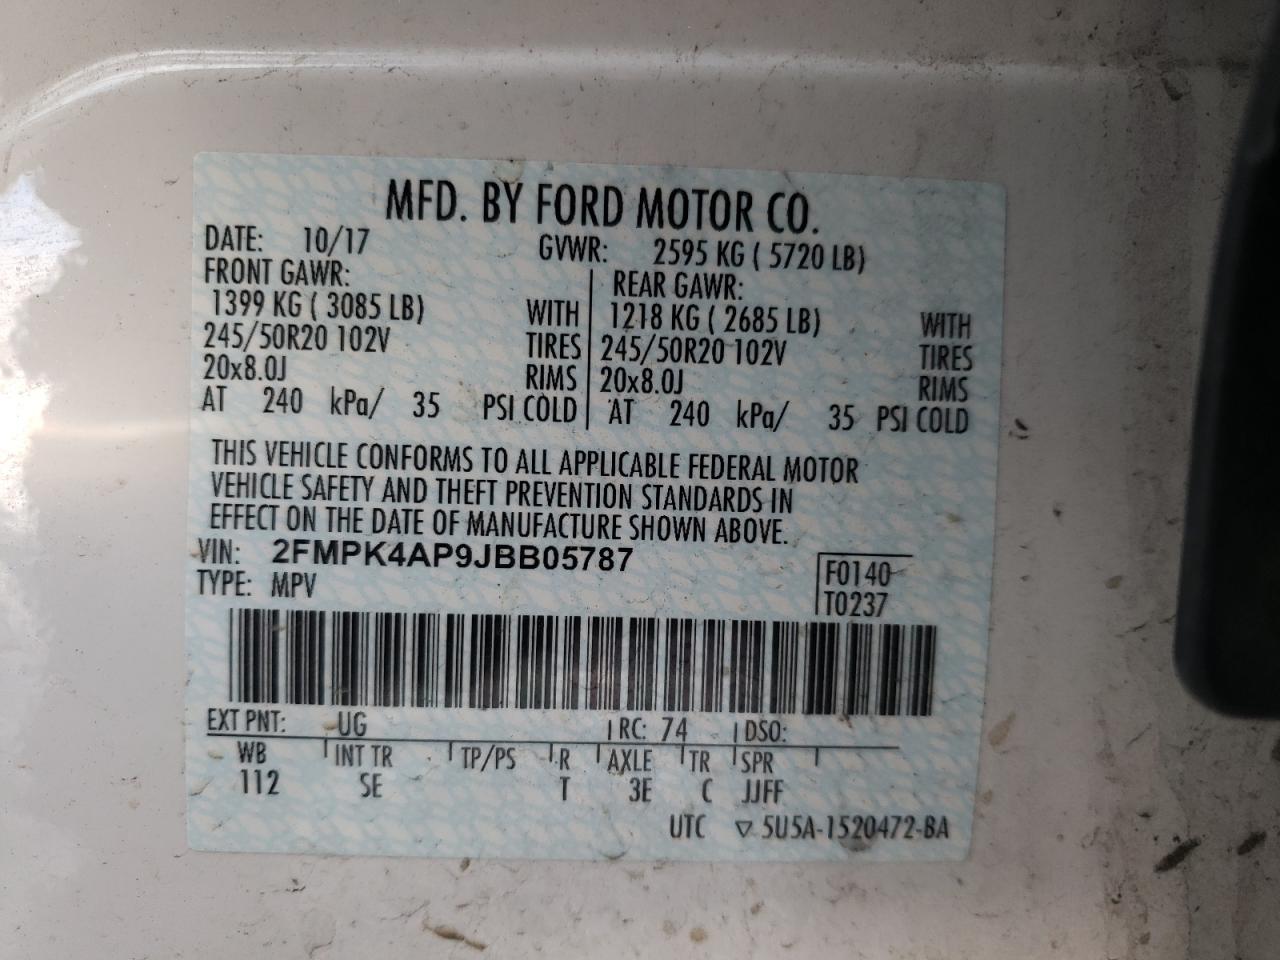 MFD. BY FORD MOTOR CO.
DATE: 10/17 GVWR: 2595 KG ( 5720 LB)
FRONT GAWR: REAR GAWR:
1399 KG ( 3085 LB) WITH 1218 KG ( 2685 LB) WITH
245/50R20 102V TIRES 245/50R20 102V TIRES
20x8.0J RIMS 20x8.0J RIMS
AT 240 kPa/ 35 PSI COLD AT 240 kPa/ 35 PSI COLD
THIS VEHICLE CONFORMS TO ALL APPLICABLE FEDERAL MOTOR
VEHICLE SAFETY AND THEFT PREVENTION STANDARDS IN
EFFECT ON THE DATE OF MANUFACTURE SHOWN ABOVE.
VIN: 2FMPK4AP9JBB05787
TYPE: MPV
F0140
T0237
EXT PNT: UG RC: 74 DSO:
WB INT TR TP/PS R AXLE TR SPR
112 SE T 3E C JJFF
UTC ▽ 5U5A-1520472-BA